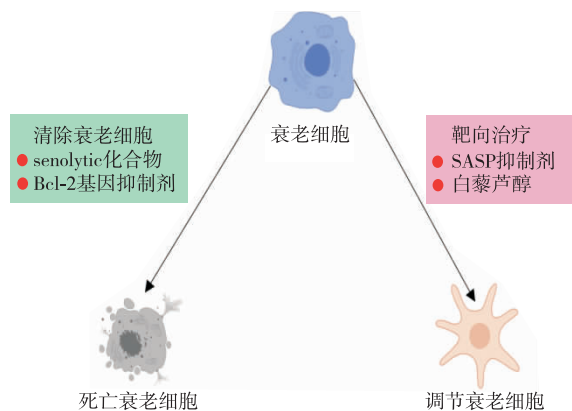 衰老细胞
清除衰老细胞
senolytic化合物
Bcl-2基因抑制剂
靶向治疗
SASP抑制剂
白藜芦醇
死亡衰老细胞
调节衰老细胞